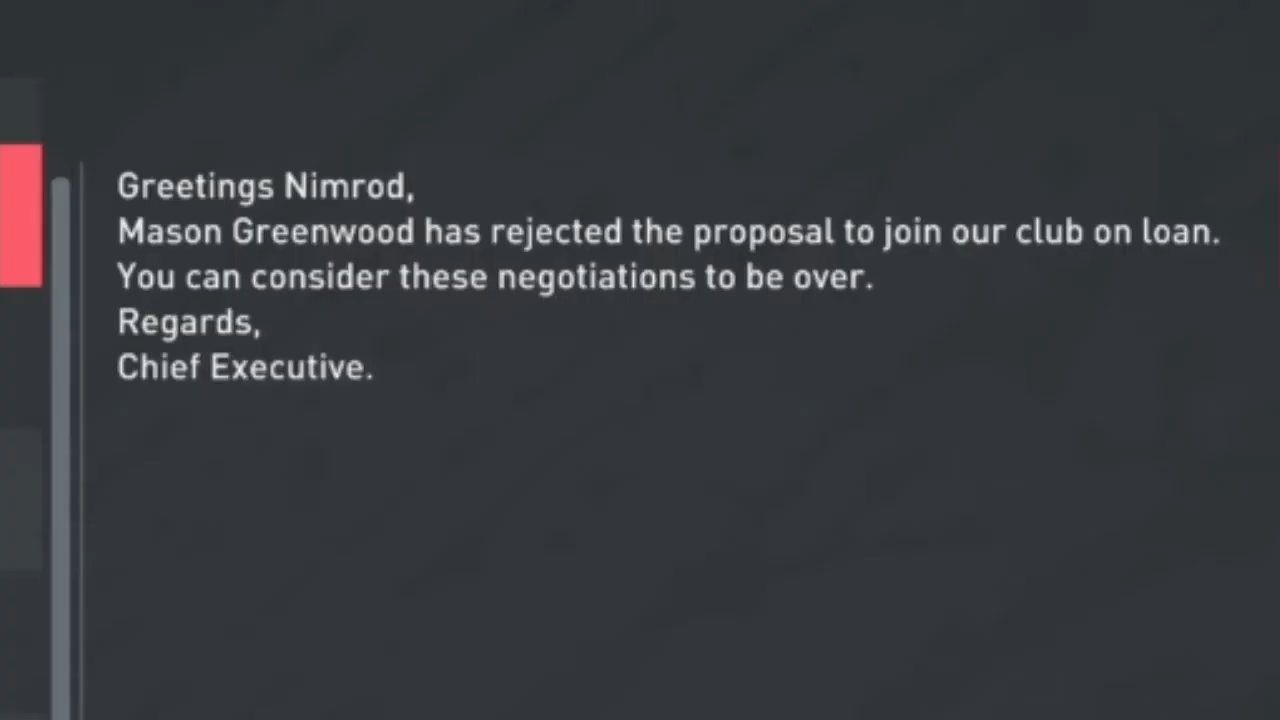 Greetings Nimrod,
Mason Greenwood has rejected the proposal to join our club on loan.
You can consider these negotiations to be over.
Regards,
Chief Executive.